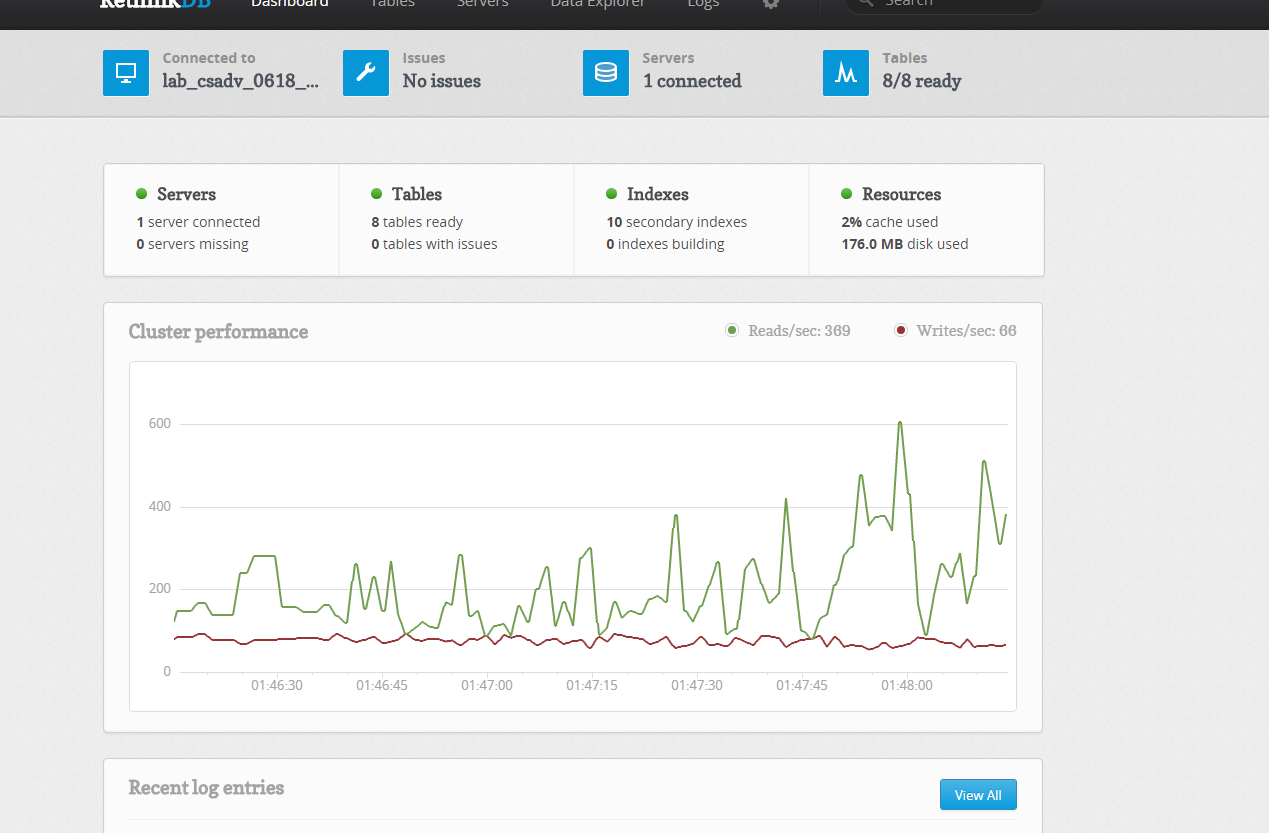 RethinkDB Dashboard Tables Servers Data Explorer Logs Search
Connected to
lab_csadv_0618_...
Issues
No issues
Servers
1 connected
Tables
8/8 ready
Servers
1 server connected
0 servers missing
Tables
8 tables ready
0 tables with issues
Indexes
10 secondary indexes
0 indexes building
Resources
2% cache used
176.0 MB disk used
Cluster performance
Reads/sec: 369
Writes/sec: 66
600
400
200
0
01:46:30 01:46:45 01:47:00 01:47:15 01:47:30 01:47:45 01:48:00
Recent log entries
View All